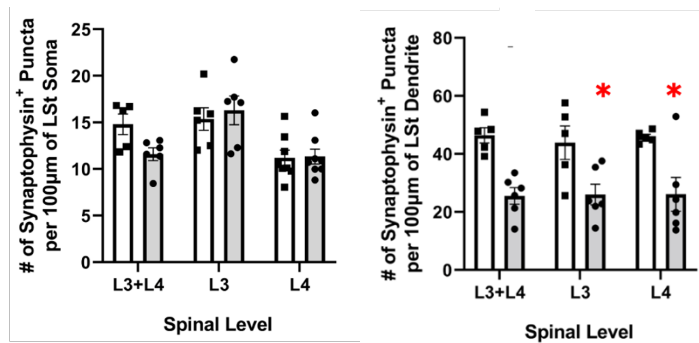 # of Synaptophysin⁺ Puncta
per 100µm of LSt Soma
25
20
15
10
5
0
L3+L4 L3 L4
Spinal Level
# of Synaptophysin⁺ Puncta
per 100µm of LSt Dendrite
80
60
40
20
0
* *
L3+L4 L3 L4
Spinal Level